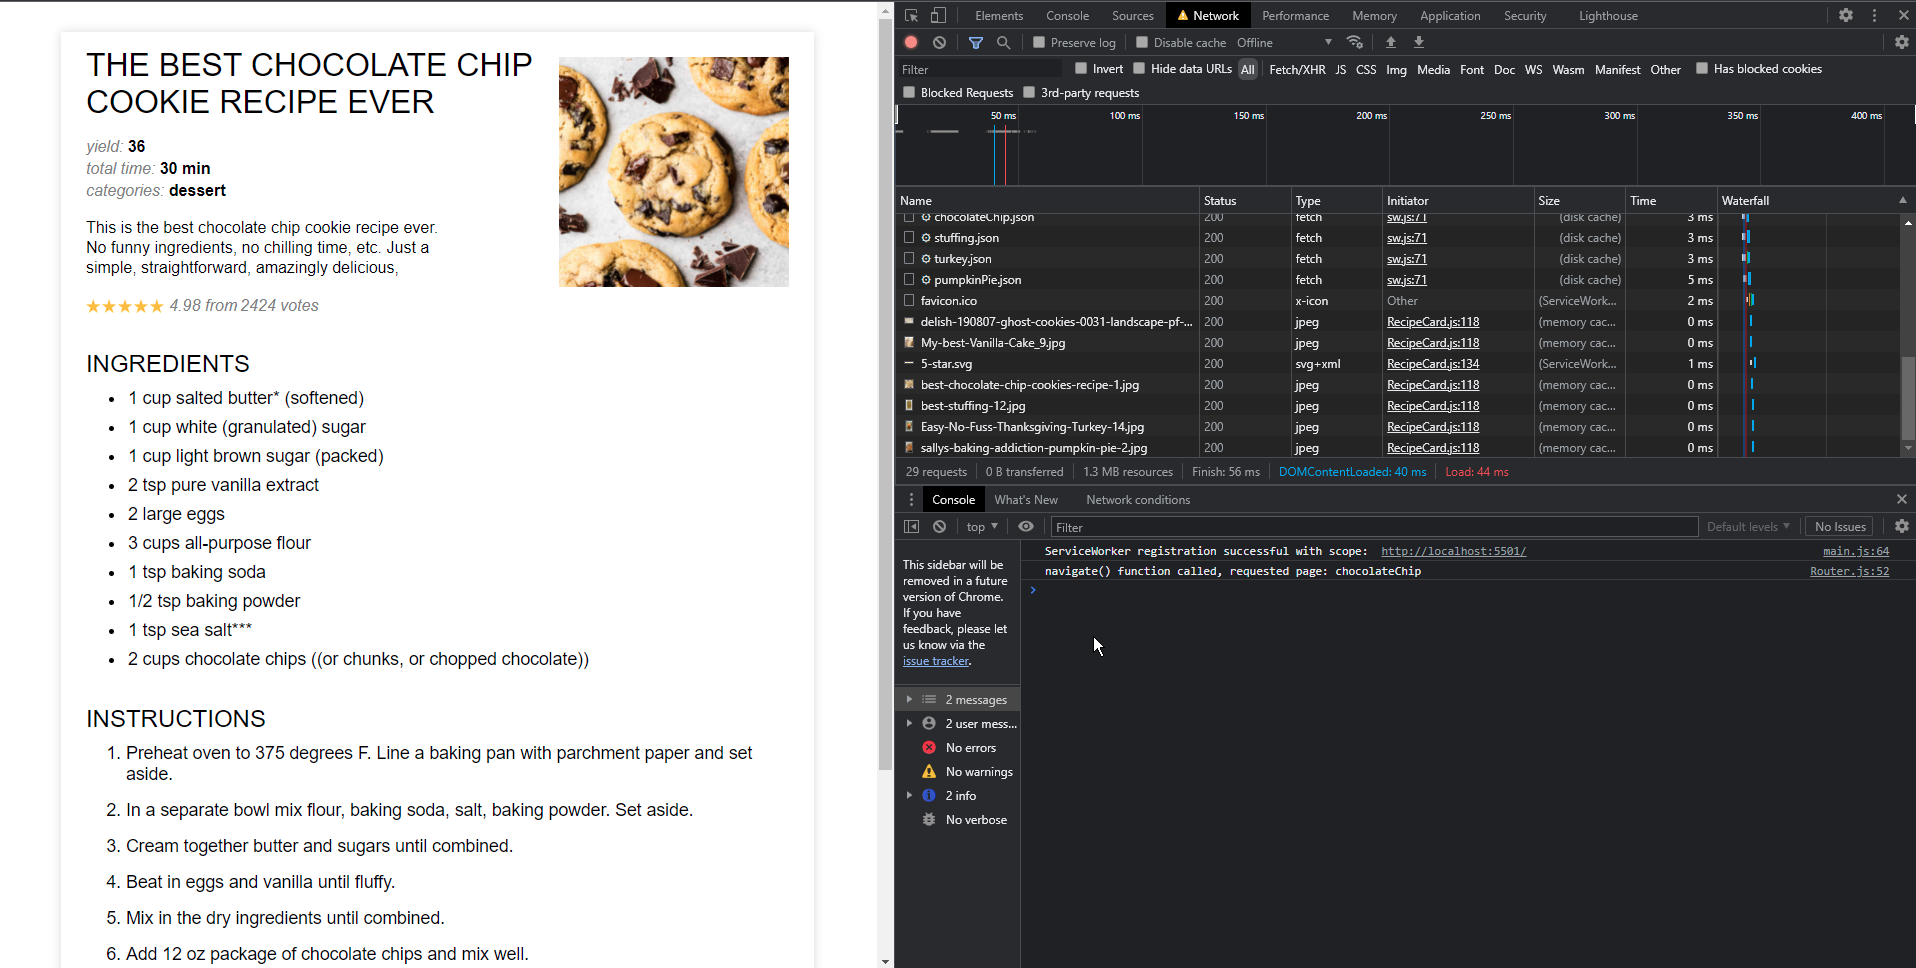 THE BEST CHOCOLATE CHIP
COOKIE RECIPE EVER
yield: 36
total time: 30 min
categories: dessert
This is the best chocolate chip cookie recipe ever.
No funny ingredients, no chilling time, etc. Just a
simple, straightforward, amazingly delicious,
4.98 from 2424 votes
INGREDIENTS
1 cup salted butter* (softened)
1 cup white (granulated) sugar
1 cup light brown sugar (packed)
2 tsp pure vanilla extract
2 large eggs
3 cups all-purpose flour
1 tsp baking soda
1/2 tsp baking powder
1 tsp sea salt***
2 cups chocolate chips ((or chunks, or chopped chocolate))
INSTRUCTIONS
1. Preheat oven to 375 degrees F. Line a baking pan with parchment paper and set
aside.
2. In a separate bowl mix flour, baking soda, salt, baking powder. Set aside.
3. Cream together butter and sugars until combined.
4. Beat in eggs and vanilla until fluffy.
5. Mix in the dry ingredients until combined.
6. Add 12 oz package of chocolate chips and mix well.
Elements Console Sources Network Performance Memory Application Security Lighthouse
Preserve log Disable cache Offline
Filter Invert Hide data URLs All Fetch/XHR JS CSS Img Media Font Doc WS Wasm Manifest Other Has blocked cookies
Blocked Requests 3rd-party requests
50 ms 100 ms 150 ms 200 ms 250 ms 300 ms 350 ms 400 ms
Name Status Type Initiator Size Time Waterfall
chocolateChip.json 200 fetch sw.js:71 (disk cache) 3 ms
stuffing.json 200 fetch sw.js:71 (disk cache) 3 ms
turkey.json 200 fetch sw.js:71 (disk cache) 3 ms
pumpkinPie.json 200 fetch sw.js:71 (disk cache) 5 ms
favicon.ico 200 x-icon Other (ServiceWork... 2 ms
delish-190807-ghost-cookies-0031-landscape-pf-... 200 jpeg RecipeCard.js:118 (memory cac... 0 ms
My-best-Vanilla-Cake_9.jpg 200 jpeg RecipeCard.js:118 (memory cac... 0 ms
5-star.svg 200 svg+xml RecipeCard.js:134 (ServiceWork... 1 ms
best-chocolate-chip-cookies-recipe-1.jpg 200 jpeg RecipeCard.js:118 (memory cac... 0 ms
best-stuffing-12.jpg 200 jpeg RecipeCard.js:118 (memory cac... 0 ms
Easy-No-Fuss-Thanksgiving-Turkey-14.jpg 200 jpeg RecipeCard.js:118 (memory cac... 0 ms
sallys-baking-addiction-pumpkin-pie-2.jpg 200 jpeg RecipeCard.js:118 (memory cac... 0 ms
29 requests 0 B transferred 1.3 MB resources Finish: 56 ms DOMContentLoaded: 40 ms Load: 44 ms
Console What's New Network conditions
top Filter Default levels No Issues
This sidebar will be
removed in a future
version of Chrome.
If you have
feedback, please let
us know via the
issue tracker.
2 messages
2 user mess...
No errors
No warnings
2 info
No verbose
ServiceWorker registration successful with scope: http://localhost:5501/ main.js:64
navigate() function called, requested page: chocolateChip Router.js:52